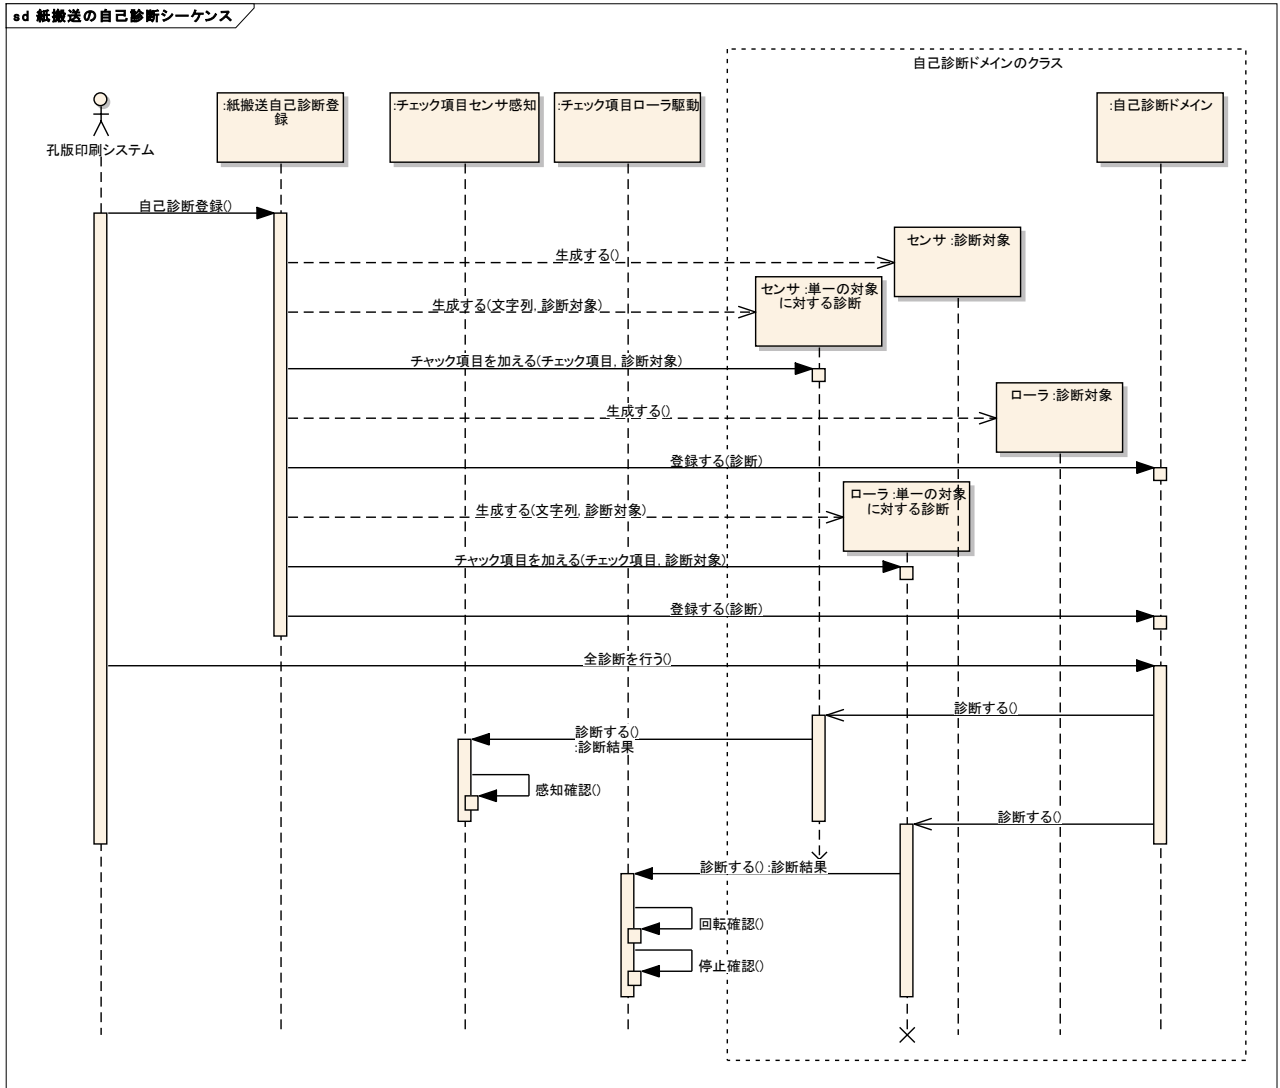 sd 紙搬送の自己診断シーケンス
自己診断ドメインのクラス
孔版印刷システム
:紙搬送自己診断登
録
:チェック項目センサ感知
:チェック項目ローラ駆動
:自己診断ドメイン
自己診断登録()
センサ :診断対象
生成する()
センサ :単一の対象
に対する診断
生成する(文字列, 診断対象)
チャック項目を加える(チェック項目, 診断対象)
ローラ :診断対象
生成する()
登録する(診断)
ローラ :単一の対象
に対する診断
生成する(文字列, 診断対象)
チャック項目を加える(チェック項目, 診断対象)
登録する(診断)
全診断を行う()
診断する()
診断する()
:診断結果
感知確認()
診断する()
診断する() :診断結果
回転確認()
停止確認()